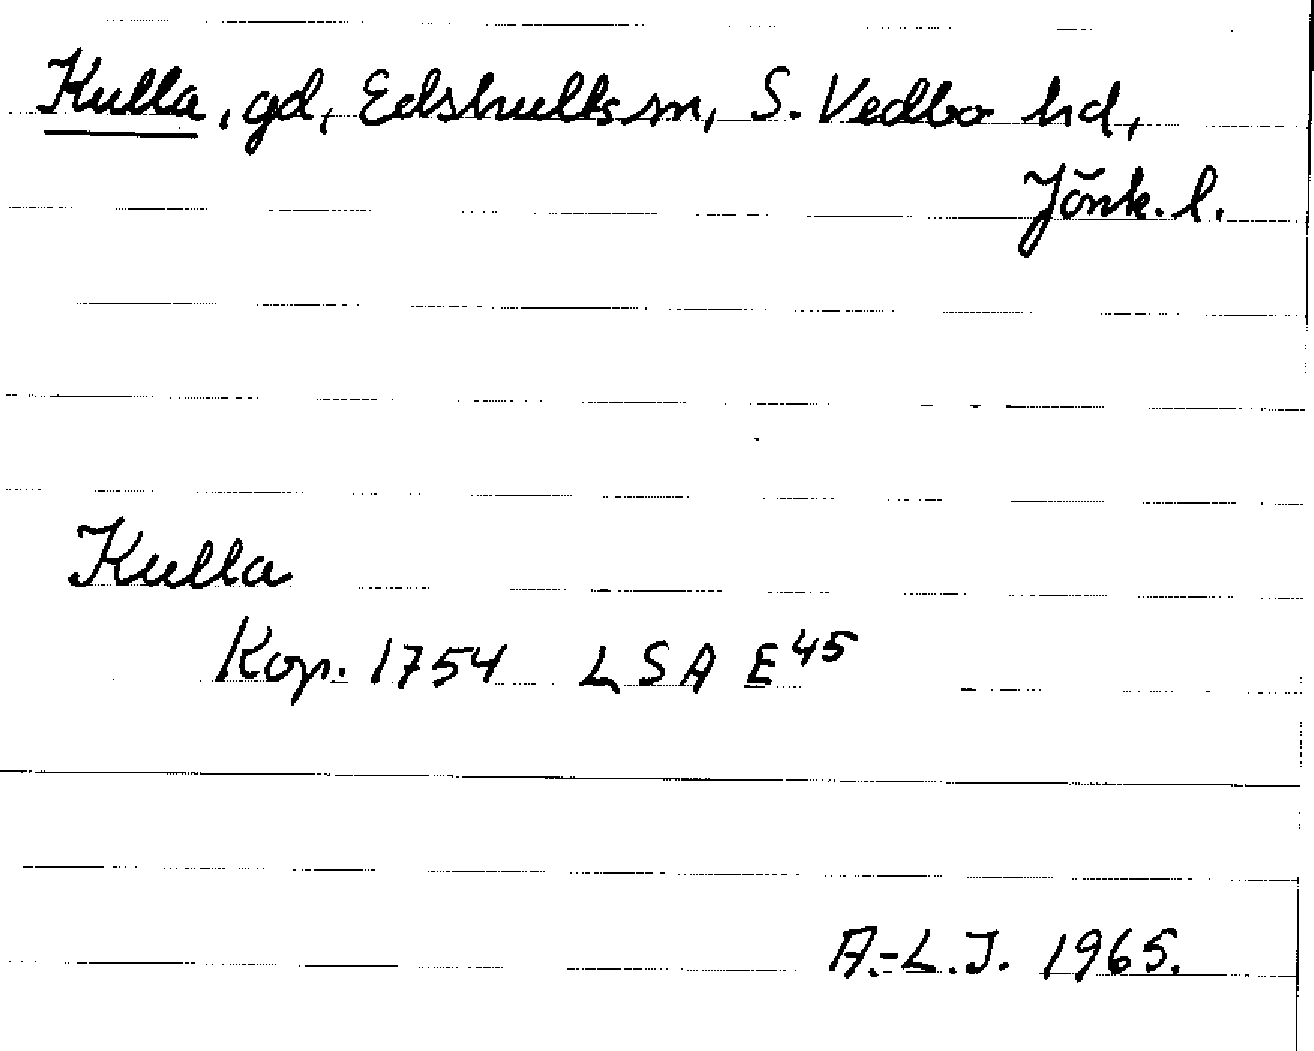 Kulla, gd, Edshults sn, S. Vedbo hd,
Jönk. l.
Kulla
Kop. 1754 LSA E45
A.-L.J. 1965.